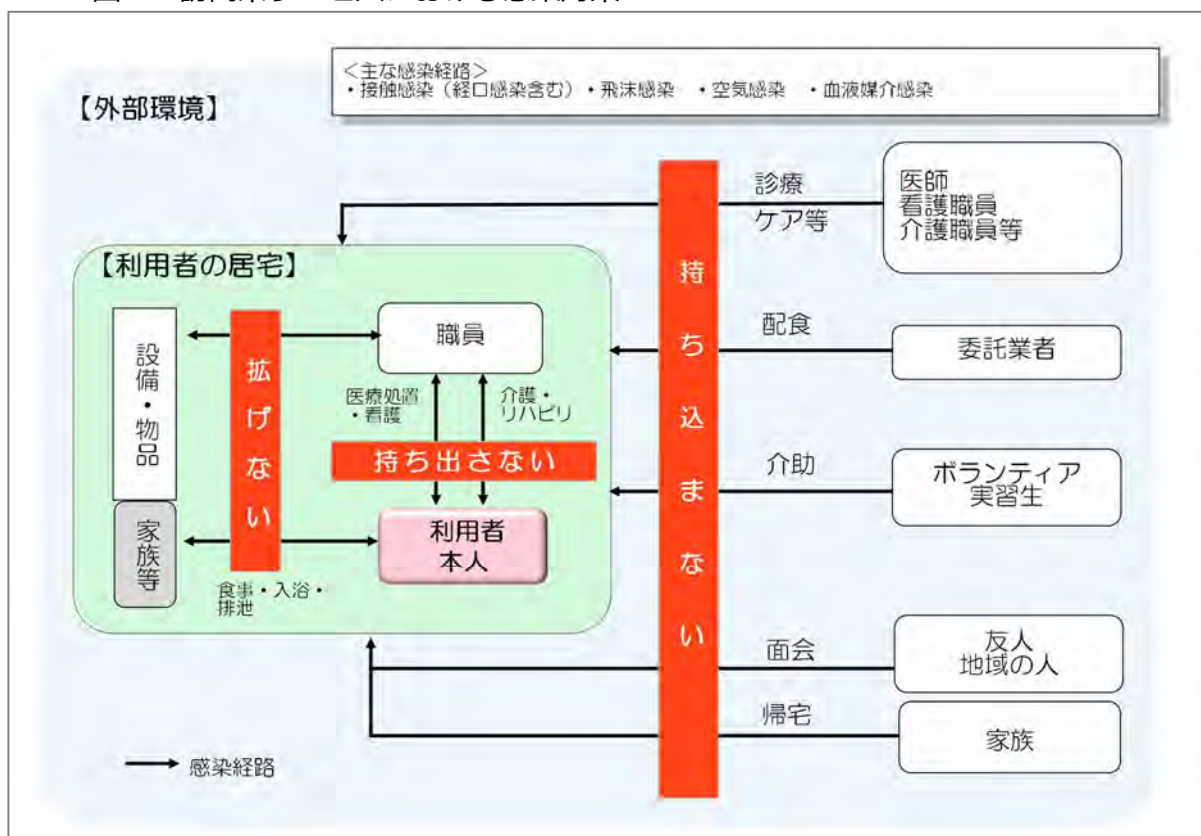 ＜主な感染経路＞
・接触感染（経口感染含む）・飛沫感染　・空気感染　・血液媒介感染
【外部環境】
診療
ケア等
医師
看護職員
介護職員等
【利用者の居宅】
持ち込まない
設備・物品
拡げない
職員
配食
委託業者
医療処置
・看護
介護・
リハビリ
持ち出さない
介助
ボランティア
実習生
家族等
利用者
本人
食事・入浴・
排泄
面会
友人
地域の人
帰宅
家族
感染経路